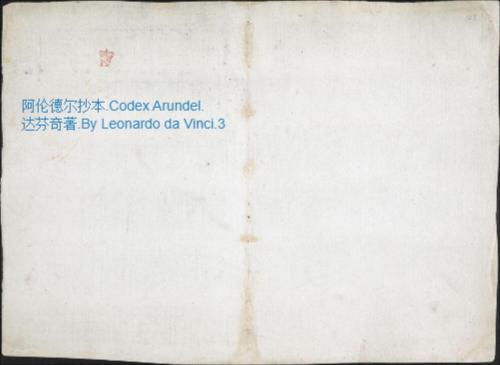 阿伦德尔抄本.Codex Arundel.
达芬奇著.By Leonardo da Vinci.3